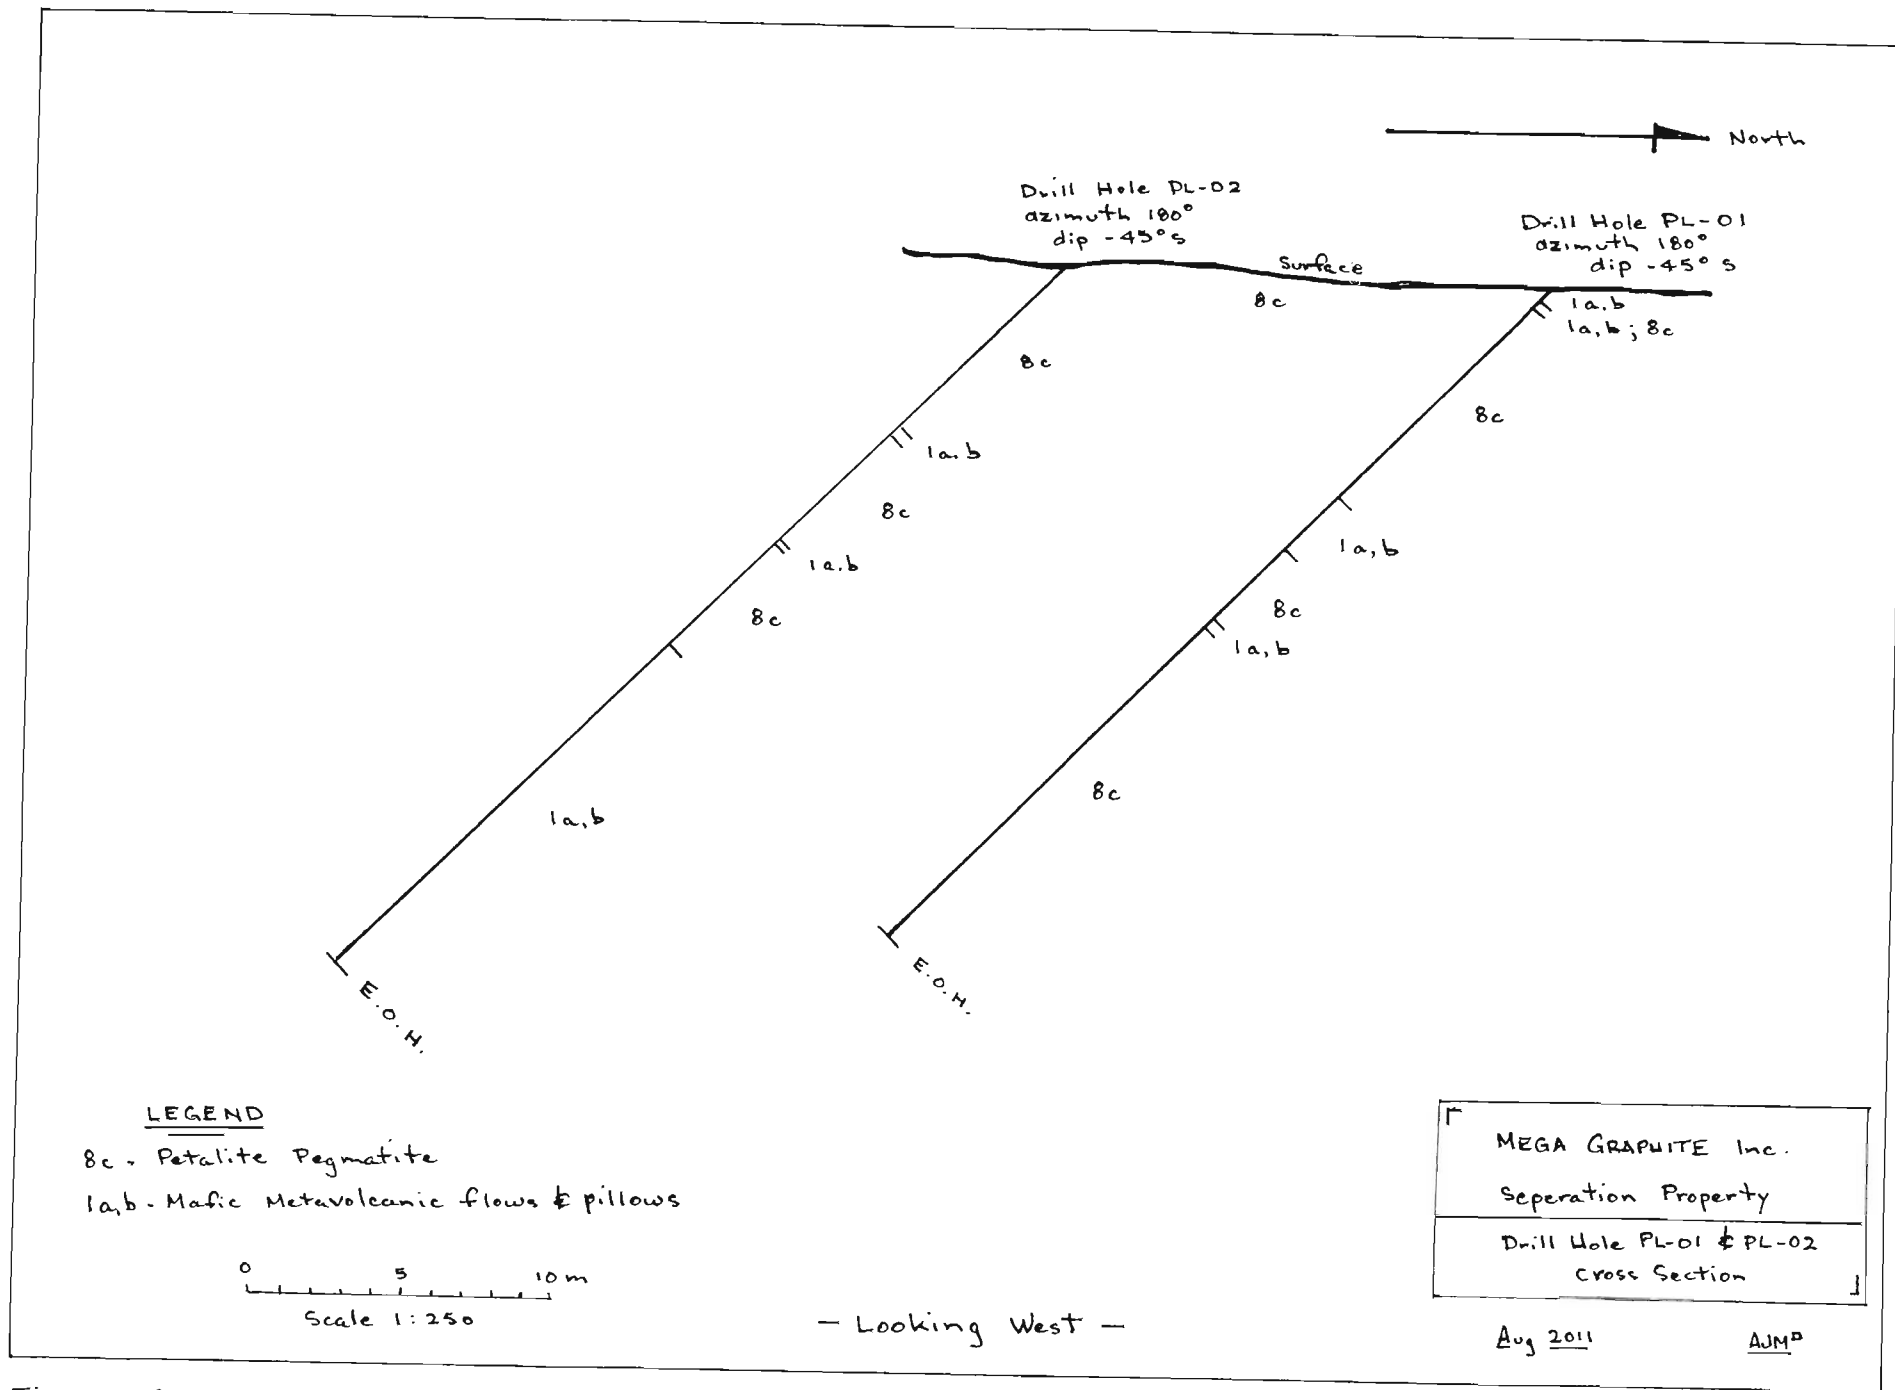 North
Drill Hole PL-02
azimuth 180°
dip -45° S
Drill Hole PL-01
azimuth 180°
dip -45° S
Surface
8c
1a,b
1a,b; 8c
8c
1a,b
8c
1a,b
8c
1a,b
8c
1a,b
8c
1a,b
8c
1a,b
E.O.H.
E.O.H.
LEGEND
8c - Petalite Pegmatite
1a,b - Mafic Metavolcanic flows & pillows
0 5 10 m
Scale 1:250
- Looking West -
MEGA GRAPHITE Inc.
Seperation Property
Drill Hole PL-01 & PL-02
Cross Section
Aug 2011